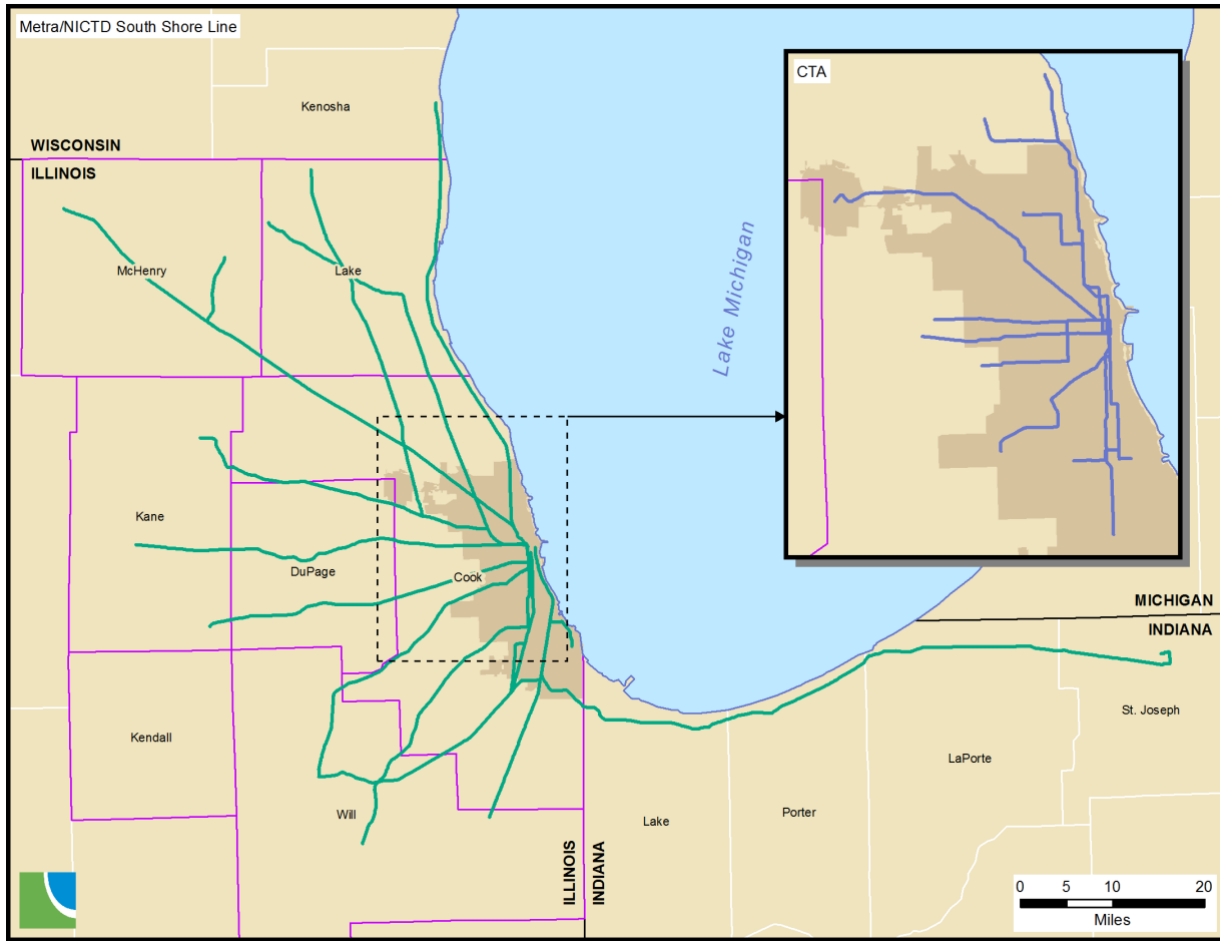 Metra/NICTD South Shore Line
CTA
Kenosha
WISCONSIN
ILLINOIS
McHenry
Lake
Lake Michigan
Kane
DuPage
Cook
MICHIGAN
INDIANA
Kendall
St. Joseph
LaPorte
Will
Lake
Porter
ILLINOIS
INDIANA
0 5 10 20
Miles